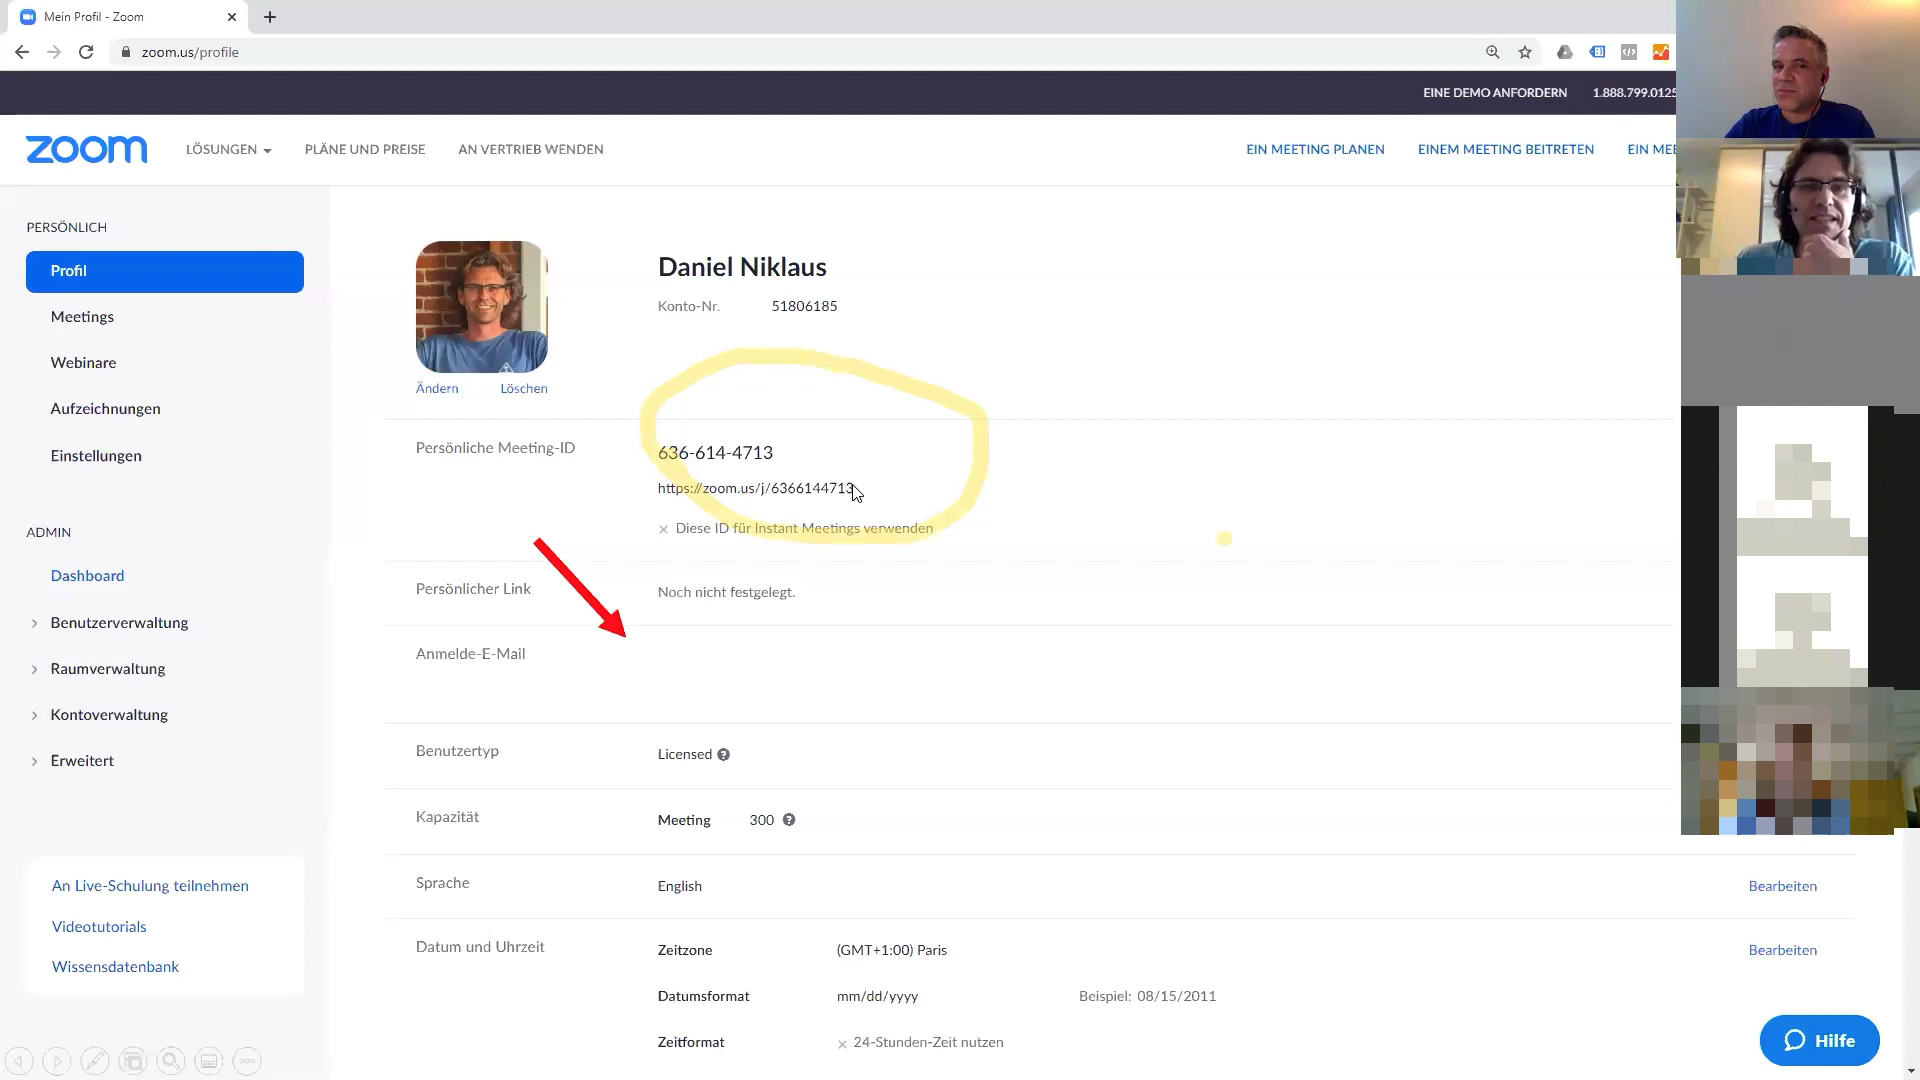 Mein Profil - Zoom
zoom.us/profile
EINE DEMO ANFORDERN 1.888.799.0125
zoom LÖSUNGEN PLÄNE UND PREISE AN VERTRIEB WENDEN EIN MEETING PLANEN EINEM MEETING BEITRETEN EIN MEE
PERSÖNLICH
Profil
Meetings
Webinare
Aufzeichnungen
Einstellungen
ADMIN
Dashboard
Benutzerverwaltung
Raumverwaltung
Kontoverwaltung
Erweitert
An Live-Schulung teilnehmen
Videotutorials
Wissensdatenbank
Daniel Niklaus
Konto-Nr. 51806185
Ändern Löschen
Persönliche Meeting-ID 636-614-4713
https://zoom.us/j/6366144713
× Diese ID für Instant Meetings verwenden
Persönlicher Link Noch nicht festgelegt.
Anmelde-E-Mail
Benutzertyp Licensed
Kapazität Meeting 300
Sprache English Bearbeiten
Datum und Uhrzeit Zeitzone (GMT+1:00) Paris Bearbeiten
Datumsformat mm/dd/yyyy Beispiel: 08/15/2011
Zeitformat × 24-Stunden-Zeit nutzen
Hilfe